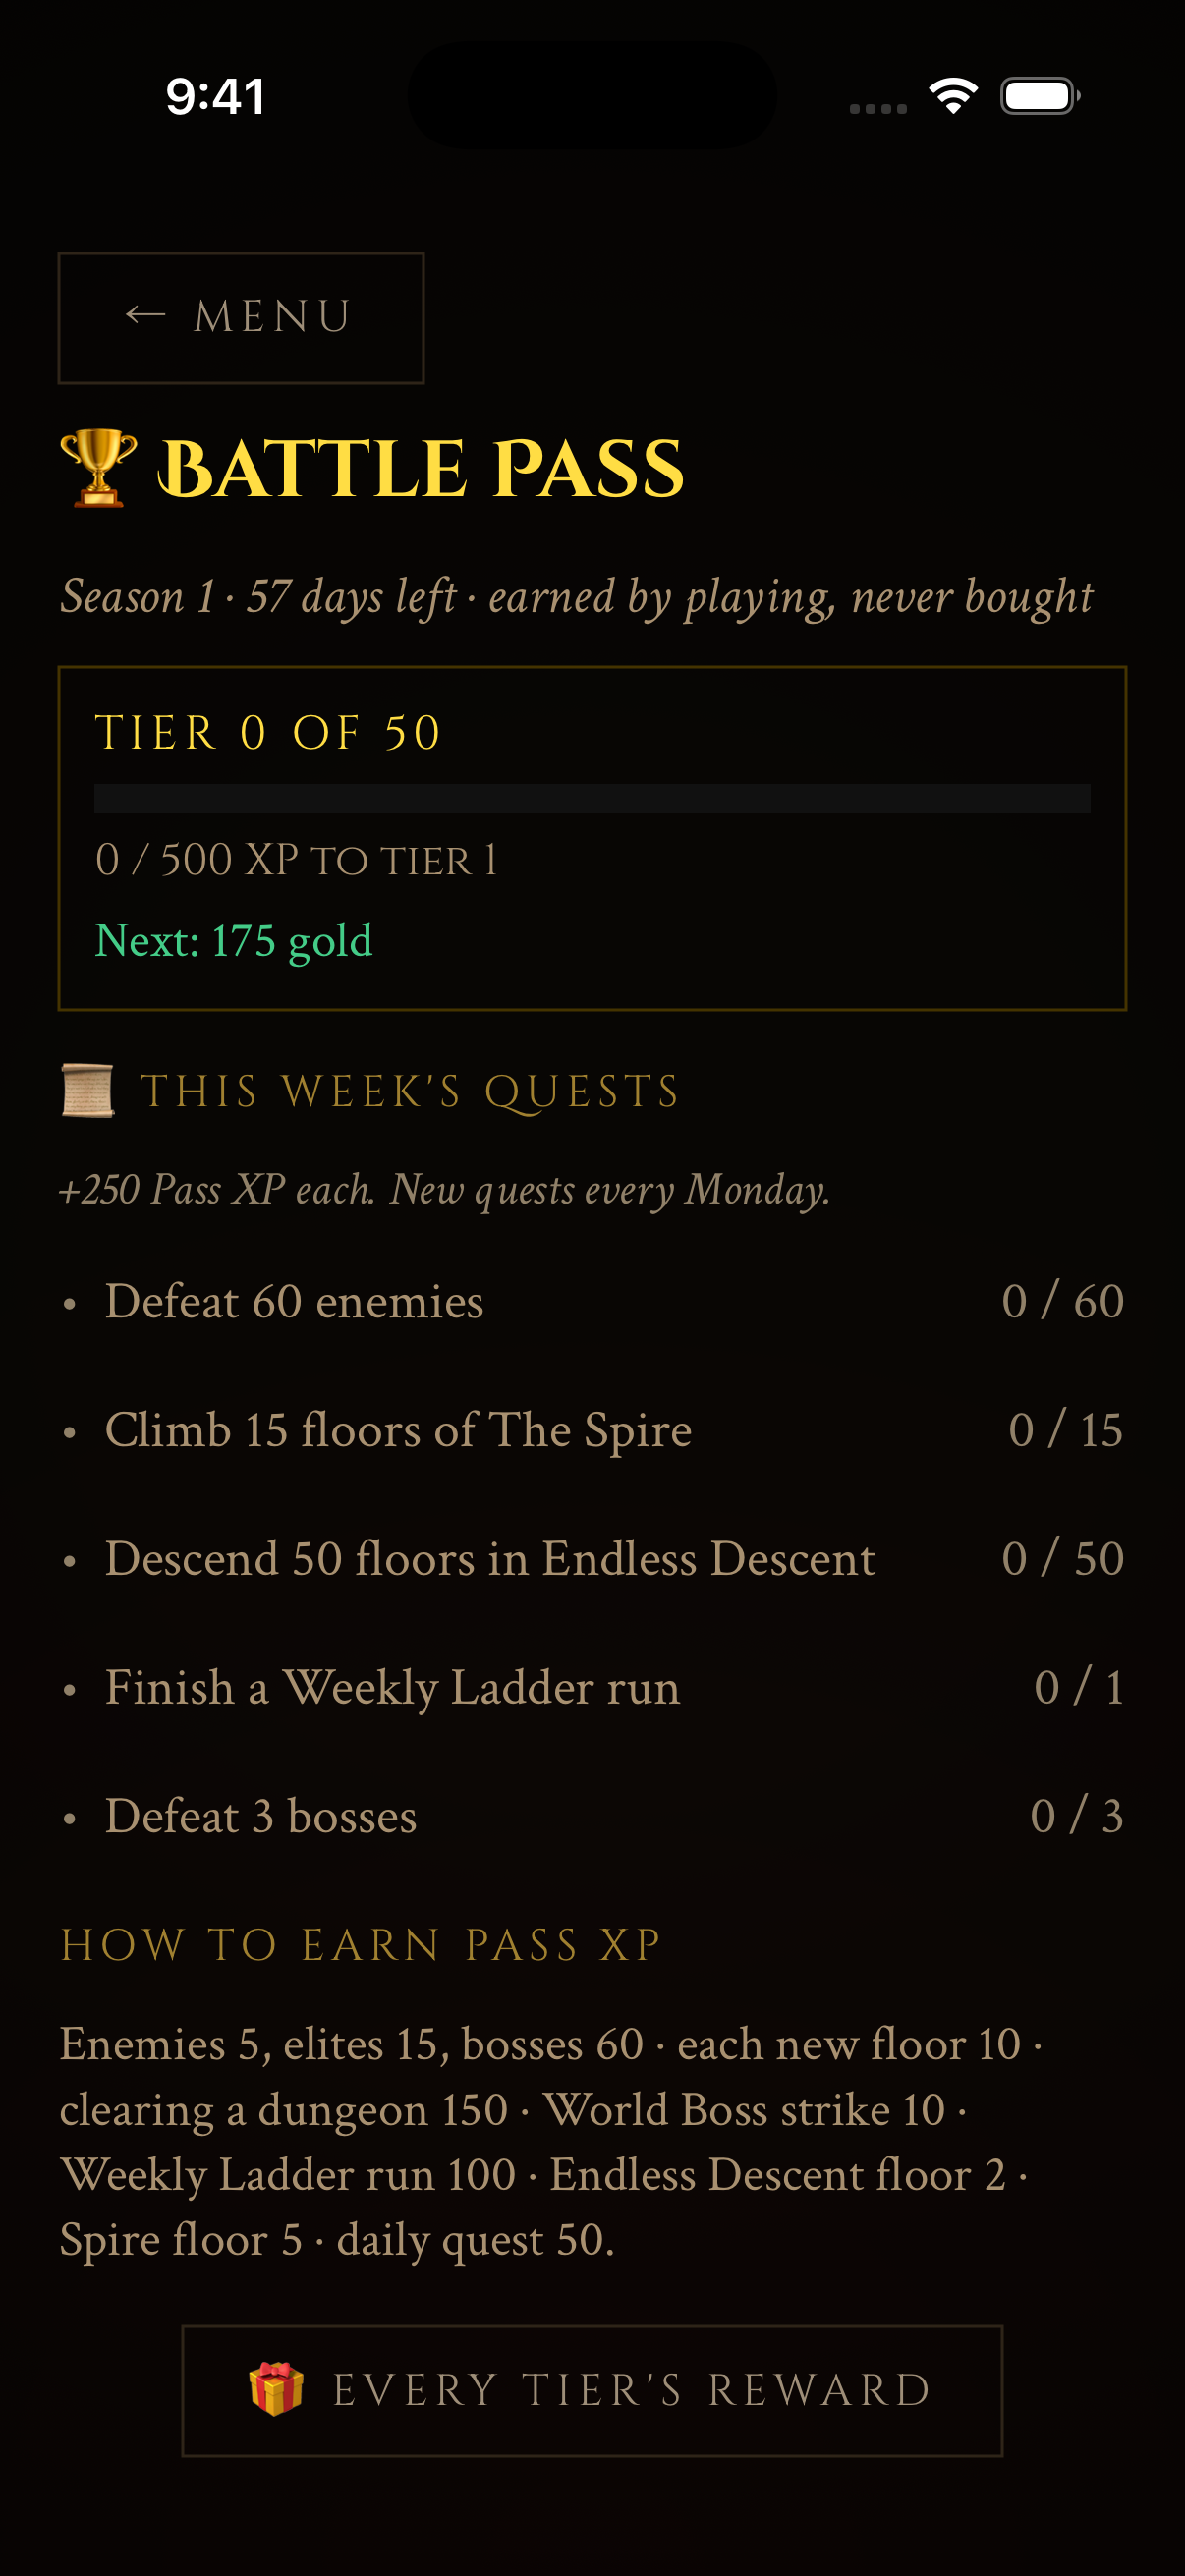 9:41
← MENU
🏆 BATTLE PASS
Season 1 · 57 days left · earned by playing, never bought
TIER 0 OF 50
0 / 500 XP TO TIER 1
Next: 175 gold
📜 THIS WEEK'S QUESTS
+250 Pass XP each. New quests every Monday.
• Defeat 60 enemies 0 / 60
• Climb 15 floors of The Spire 0 / 15
• Descend 50 floors in Endless Descent 0 / 50
• Finish a Weekly Ladder run 0 / 1
• Defeat 3 bosses 0 / 3
HOW TO EARN PASS XP
Enemies 5, elites 15, bosses 60 · each new floor 10 ·
clearing a dungeon 150 · World Boss strike 10 ·
Weekly Ladder run 100 · Endless Descent floor 2 ·
Spire floor 5 · daily quest 50.
🎁 EVERY TIER'S REWARD